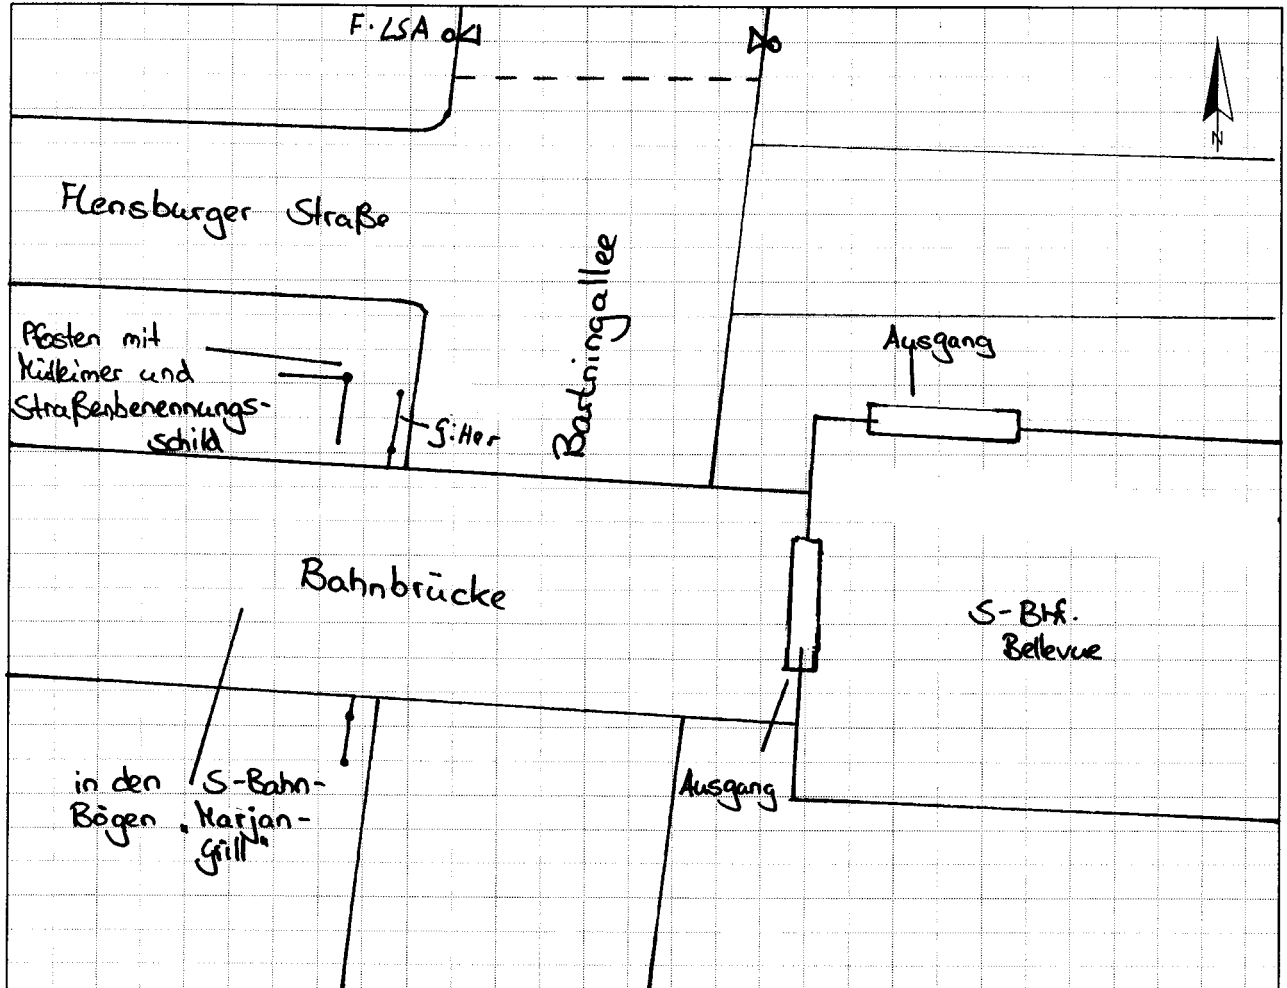 F-LSA
N
Flensburger Straße
Bartningallee
Pfosten mit
Mülleimer und
Straßenbenennungs-
schild
Gitter
Ausgang
Bahnbrücke
S-Bhf.
Bellevue
Ausgang
in den S-Bahn-
Bögen „Marjan-
Grill"